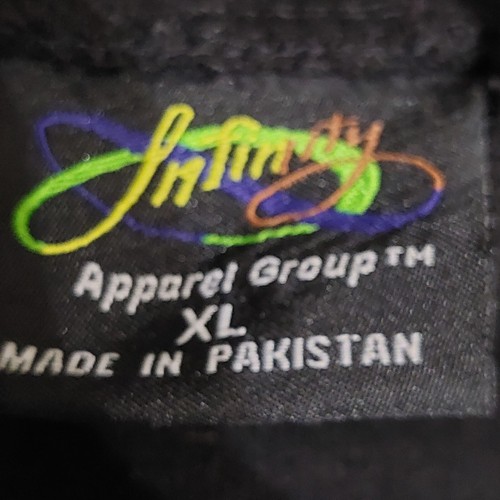 Infinity
Apparel Group™
XL
MADE IN PAKISTAN